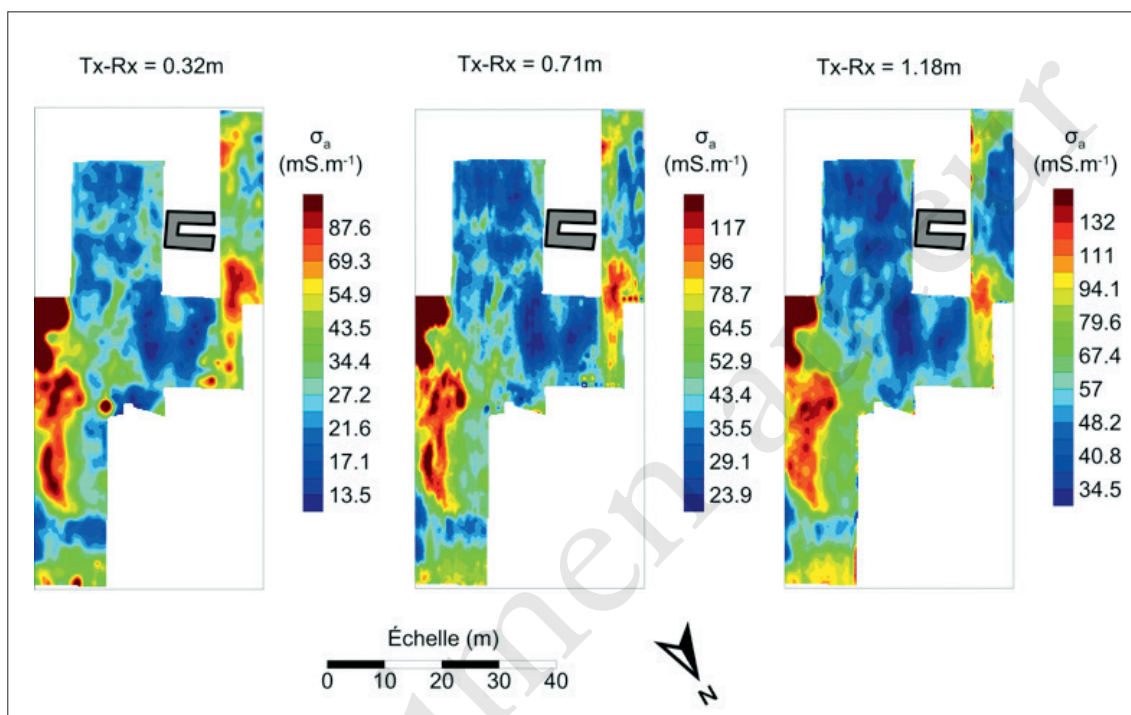 Tx-Rx = 0.32m
Tx-Rx = 0.71m
Tx-Rx = 1.18m
σa
(mS.m⁻¹)
87.6
69.3
54.9
43.5
34.4
27.2
21.6
17.1
13.5
σa
(mS.m⁻¹)
117
96
78.7
64.5
52.9
43.4
35.5
29.1
23.9
σa
(mS.m⁻¹)
132
111
94.1
79.6
67.4
57
48.2
40.8
34.5
Échelle (m)
0 10 20 30 40
N